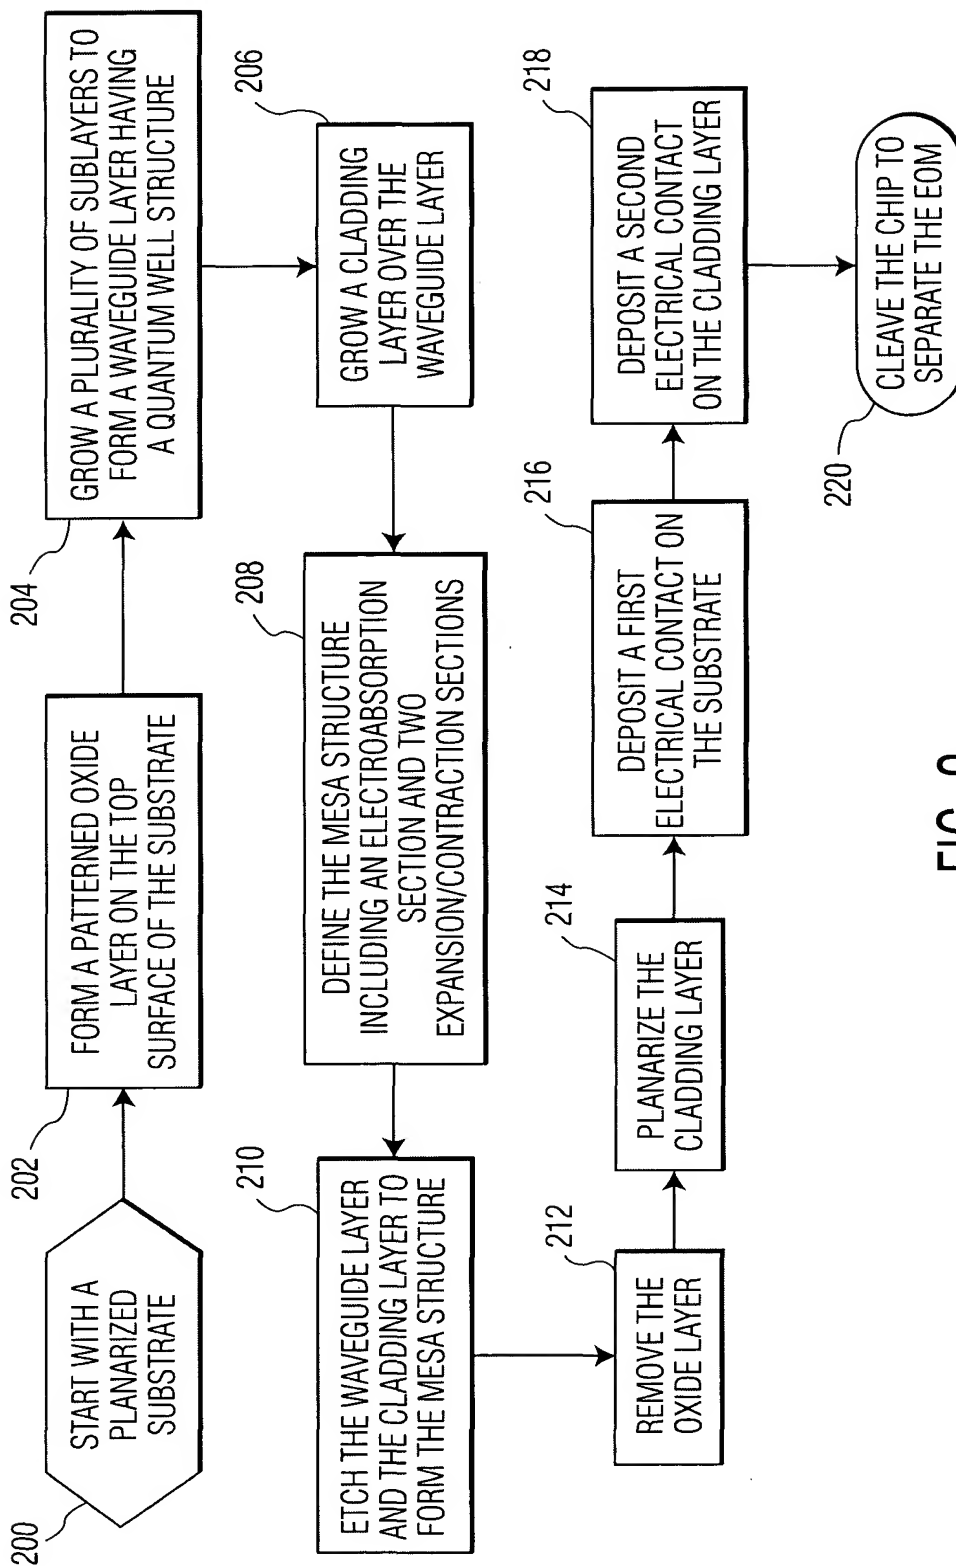 200
START WITH A
PLANARIZED
SUBSTRATE
202
FORM A PATTERNED OXIDE
LAYER ON THE TOP
SURFACE OF THE SUBSTRATE
204
GROW A PLURALITY OF SUBLAYERS TO
FORM A WAVEGUIDE LAYER HAVING
A QUANTUM WELL STRUCTURE
206
GROW A CLADDING
LAYER OVER THE
WAVEGUIDE LAYER
208
DEFINE THE MESA STRUCTURE
INCLUDING AN ELECTROABSORPTION
SECTION AND TWO
EXPANSION/CONTRACTION SECTIONS
210
ETCH THE WAVEGUIDE LAYER
AND THE CLADDING LAYER TO
FORM THE MESA STRUCTURE
212
REMOVE THE
OXIDE LAYER
214
PLANARIZE THE
CLADDING LAYER
216
DEPOSIT A FIRST
ELECTRICAL CONTACT ON
THE SUBSTRATE
218
DEPOSIT A SECOND
ELECTRICAL CONTACT
ON THE CLADDING LAYER
220
CLEAVE THE CHIP TO
SEPARATE THE EOM
FIG.